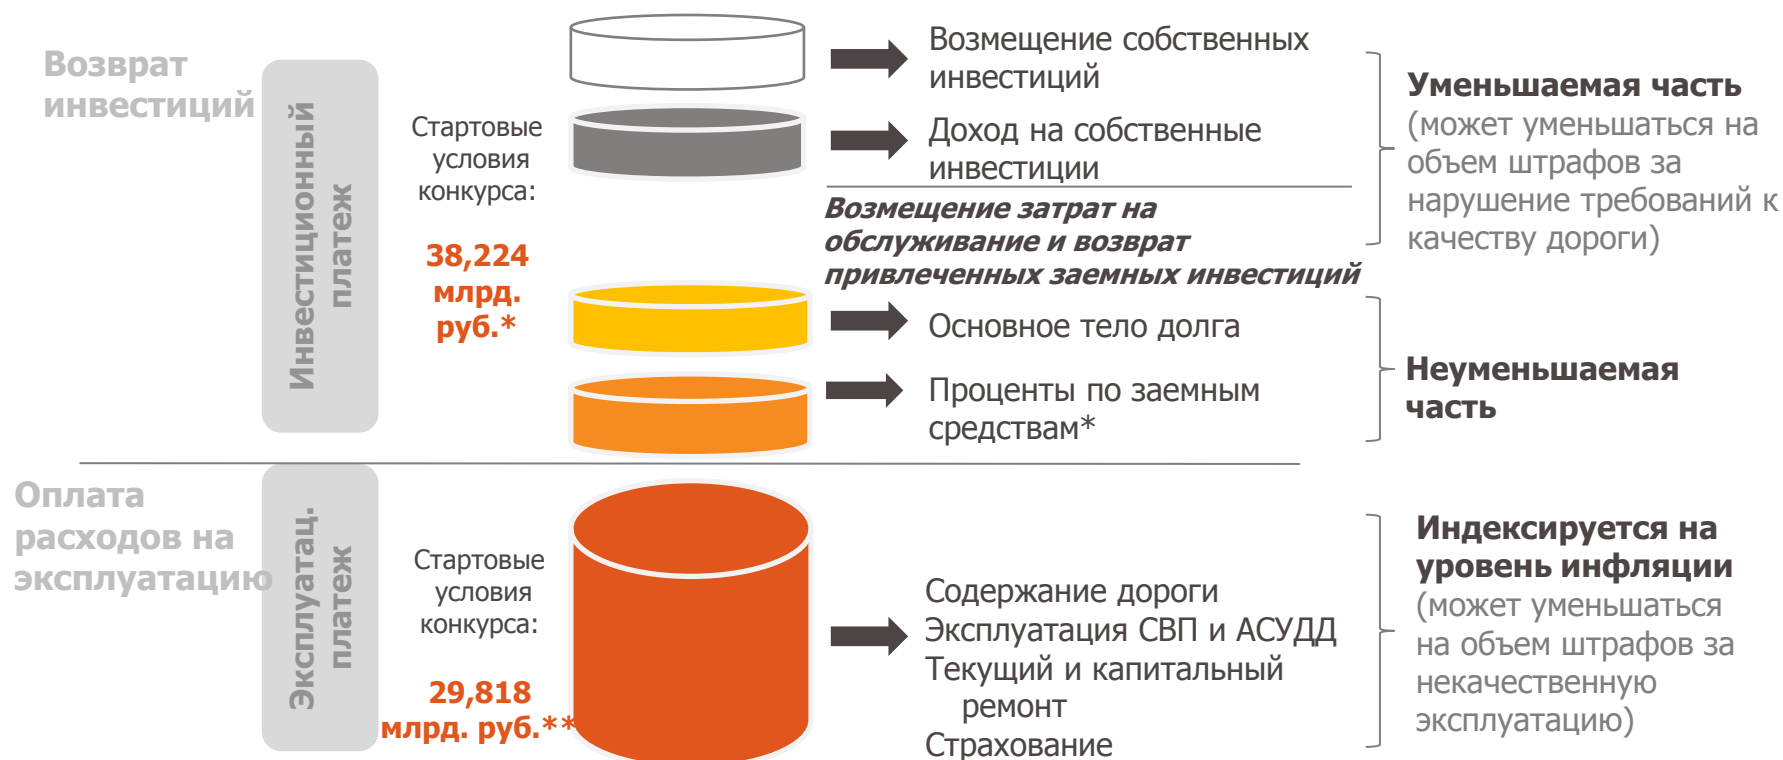 Возврат
инвестиций
Инвестиционный
платеж
Стартовые
условия
конкурса:
38,224
млрд.
руб.*
Возмещение собственных
инвестиций
Доход на собственные
инвестиции
Возмещение затрат на
обслуживание и возврат
привлеченных заемных инвестиций
Основное тело долга
Проценты по заемным
средствам*
Уменьшаемая часть
(может уменьшаться на
объем штрафов за
нарушение требований к
качеству дороги)
Неуменьшаемая
часть
Оплата
расходов на
эксплуатацию
Эксплуатац.
платеж
Стартовые
условия
конкурса:
29,818
млрд. руб.**
Содержание дороги
Эксплуатация СВП и АСУДД
Текущий и капитальный
ремонт
Страхование
Индексируется на
уровень инфляции
(может уменьшаться
на объем штрафов за
некачественную
эксплуатацию)